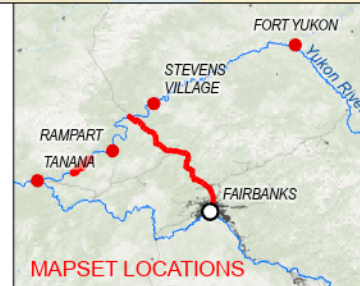 FORT YUKON
Yukon River
STEVENS
VILLAGE
RAMPART
TANANA
FAIRBANKS
MAPSET LOCATIONS